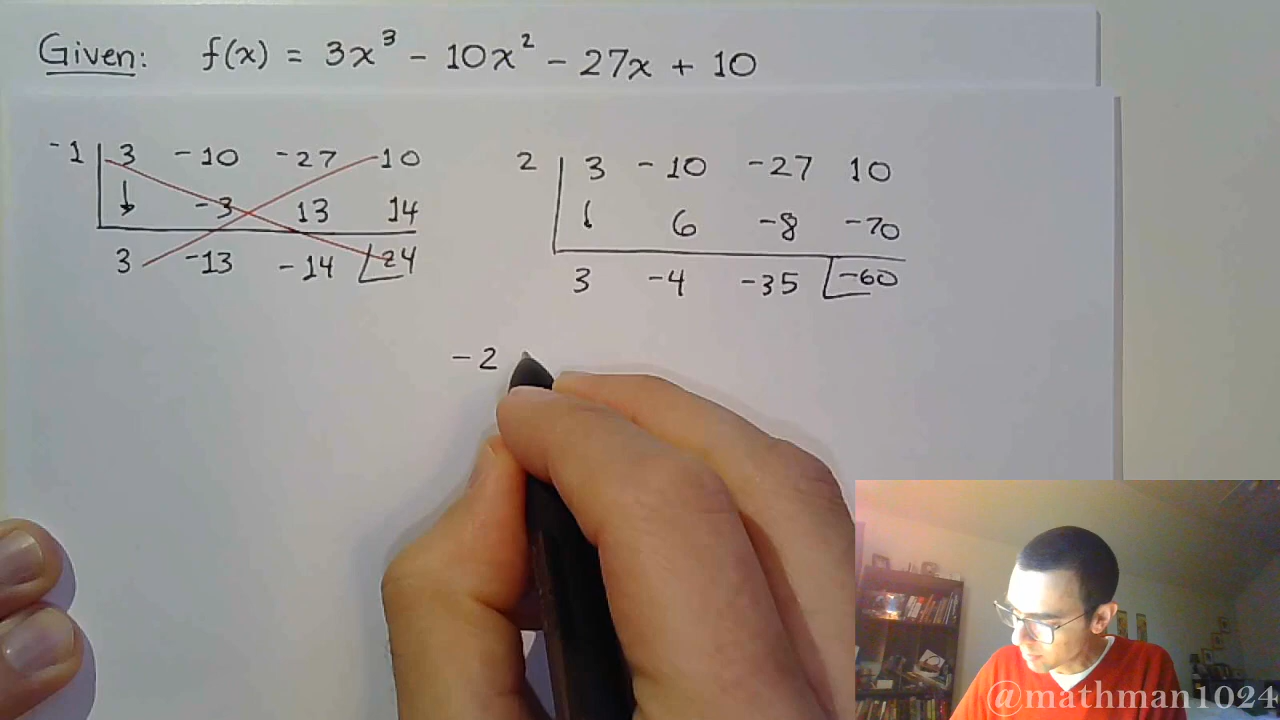 Given: f(x) = 3x³ - 10x² - 27x + 10
-1 | 3 -10 -27 10
↓ -3 13 14
3 -13 -14 24
2 | 3 -10 -27 10
↓ 6 -8 -70
3 -4 -35 -60
-2
@mathman1024